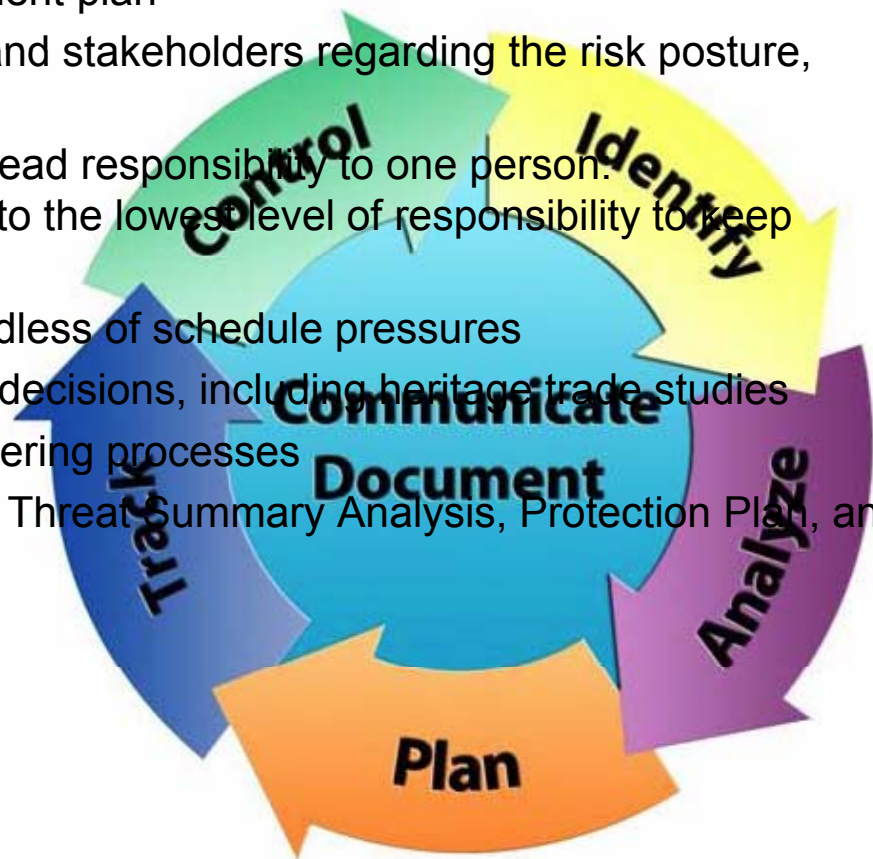 ent plan
and stakeholders regarding the risk posture,
ead responsibility to one person.
to the lowest level of responsibility to keep
dless of schedule pressures
decisions, including heritage trade studies
ering processes
Threat Summary Analysis, Protection Plan, an
Control
Identify
Communicate
Document
Track
Analyze
Plan